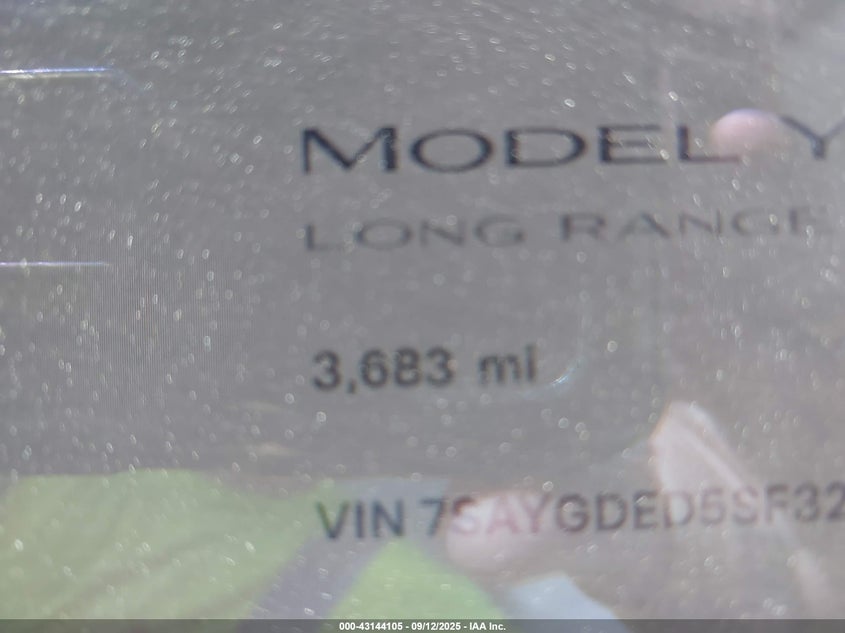 MODEL Y
LONG RANGE
3,683 mi
VIN 7SAYGDED5SF32
000-43144105 - 09/12/2025 - IAA Inc.